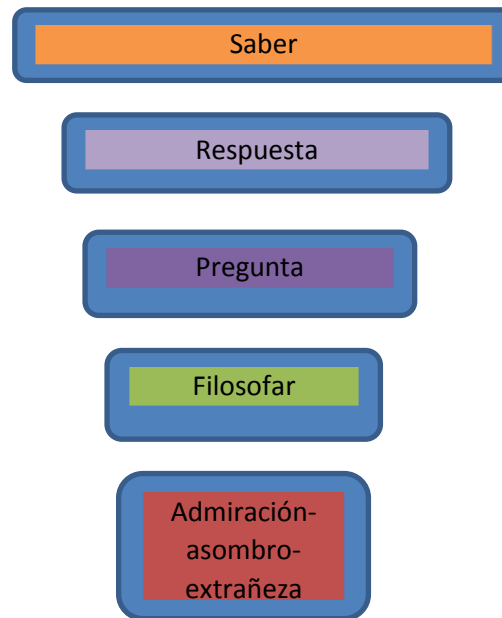 Saber
Respuesta
Pregunta
Filosofar
Admiración-
asombro-
extrañeza